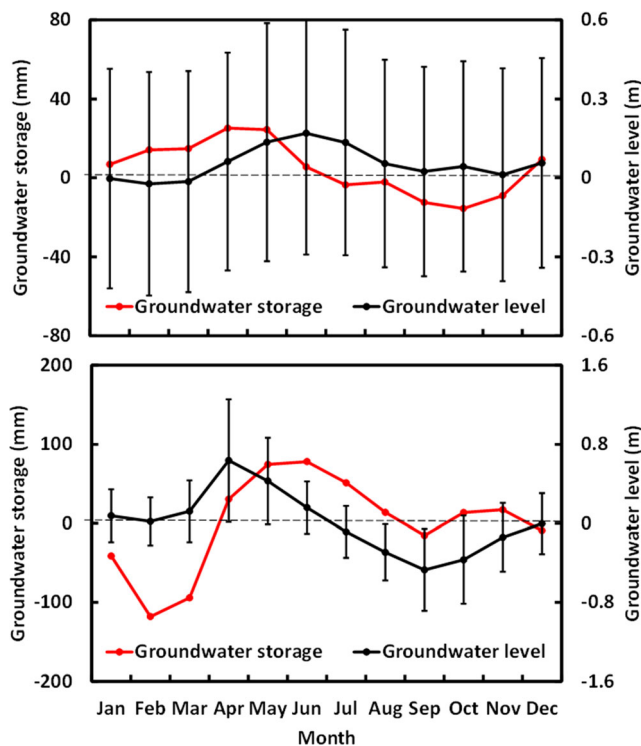 Groundwater storage (mm)
80
40
0
-40
-80
Groundwater storage
Groundwater level
0.6
0.3
0
-0.3
-0.6
Groundwater level (m)
Groundwater storage (mm)
200
100
0
-100
-200
Groundwater storage
Groundwater level
1.6
0.8
0
-0.8
-1.6
Groundwater level (m)
Jan Feb Mar Apr May Jun Jul Aug Sep Oct Nov Dec
Month